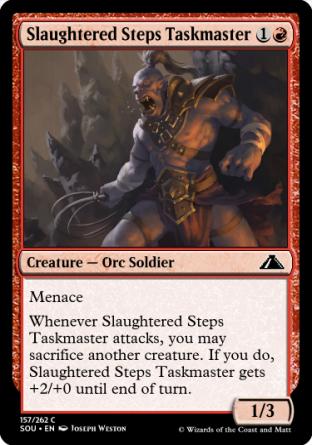 Slaughtered Steps Taskmaster 1
Creature — Orc Soldier
Menace
Whenever Slaughtered Steps
Taskmaster attacks, you may
sacrifice another creature. If you do,
Slaughtered Steps Taskmaster gets
+2/+0 until end of turn.
1/3
157/262 C
SOU • EN Joseph Weston
© Wizards of the Coast and Matt